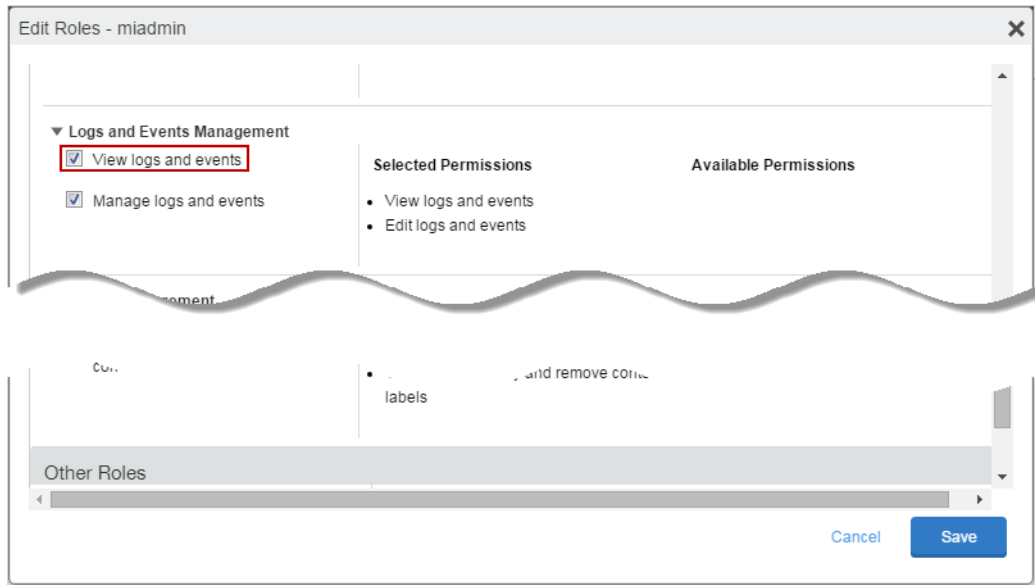 Edit Roles - miadmin
Logs and Events Management
View logs and events
Selected Permissions
Available Permissions
Manage logs and events
View logs and events
Edit logs and events
and remove
labels
Other Roles
Cancel
Save